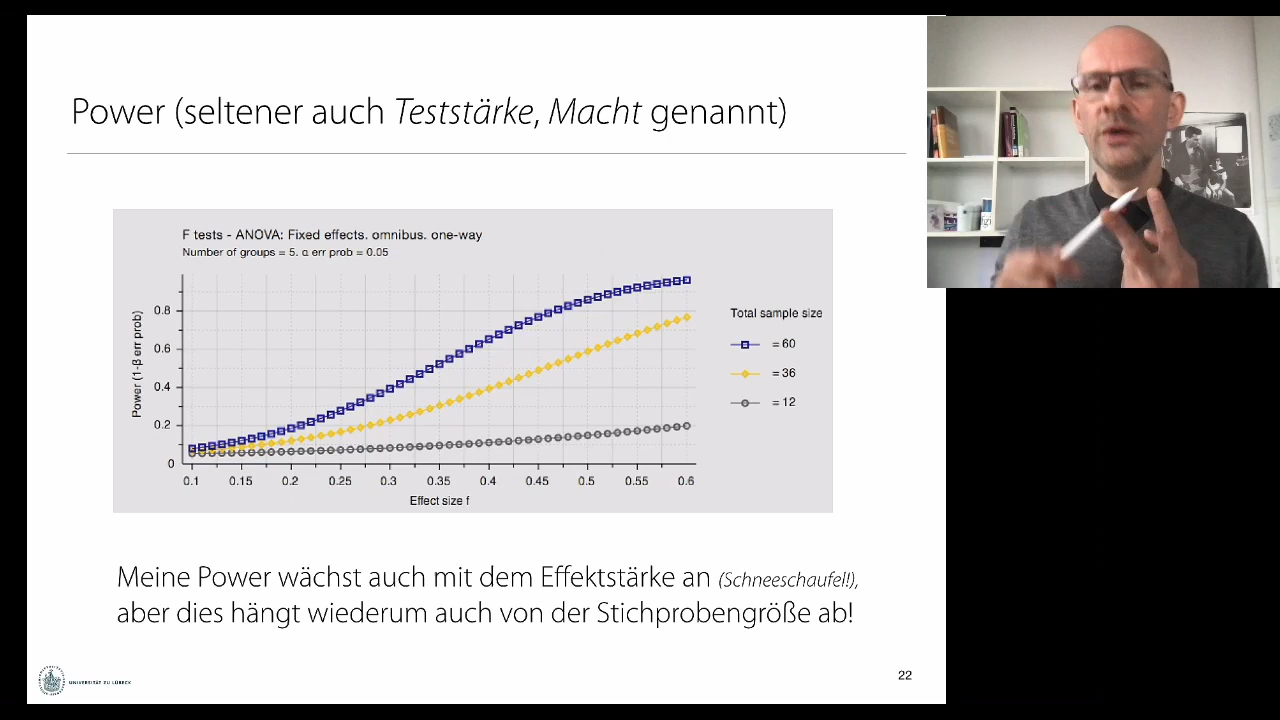 Power (seltener auch Teststärke, Macht genannt)
F tests - ANOVA: Fixed effects. omnibus. one-way
Number of groups = 5. α err prob = 0.05
Power (1-β err prob)
0.8
0.6
0.4
0.2
0
0.1 0.15 0.2 0.25 0.3 0.35 0.4 0.45 0.5 0.55 0.6
Effect size f
Total sample size
= 60
= 36
= 12
Meine Power wächst auch mit dem Effektstärke an (Schneeschaufel!),
aber dies hängt wiederum auch von der Stichprobengröße ab!
UNIVERSITÄT ZU LÜBECK
22